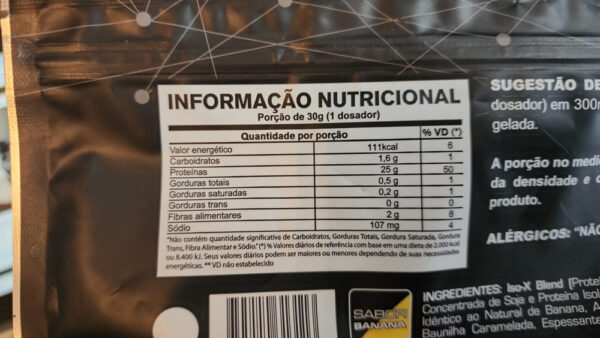 INFORMAÇÃO NUTRICIONAL
Porção de 30g (1 dosador)
Quantidade por porção % VD (*)
Valor energético 111kcal 6
Carboidratos 1,6 g 1
Proteínas 25 g 50
Gorduras totais 0,5 g 1
Gorduras saturadas 0,2 g 1
Gorduras trans 0 g 0
Fibras alimentares 2 g 8
Sódio 107 mg 4
"Não contém quantidade significativa de Carboidratos, Gorduras Totais, Gordura Saturada, Gordura
Trans, Fibra Alimentar e Sódio." (*) % Valores diários de referência com base em uma dieta de 2.000 kcal
ou 8.400 kJ. Seus valores diários podem ser maiores ou menores dependendo de suas necessidades
energéticas. ** VD não estabelecido
SUGESTÃO DE
dosador) em 300
gelada.
A porção no medi
da densidade e
produto.
ALÉRGICOS: "NÃO
SABOR
BANANA
INGREDIENTES: Iso-X Blend (Prote
Concentrada de Soja e Proteína Isol
Idêntico ao Natural de Banana, A
Baunilha Caramelada, Espessante